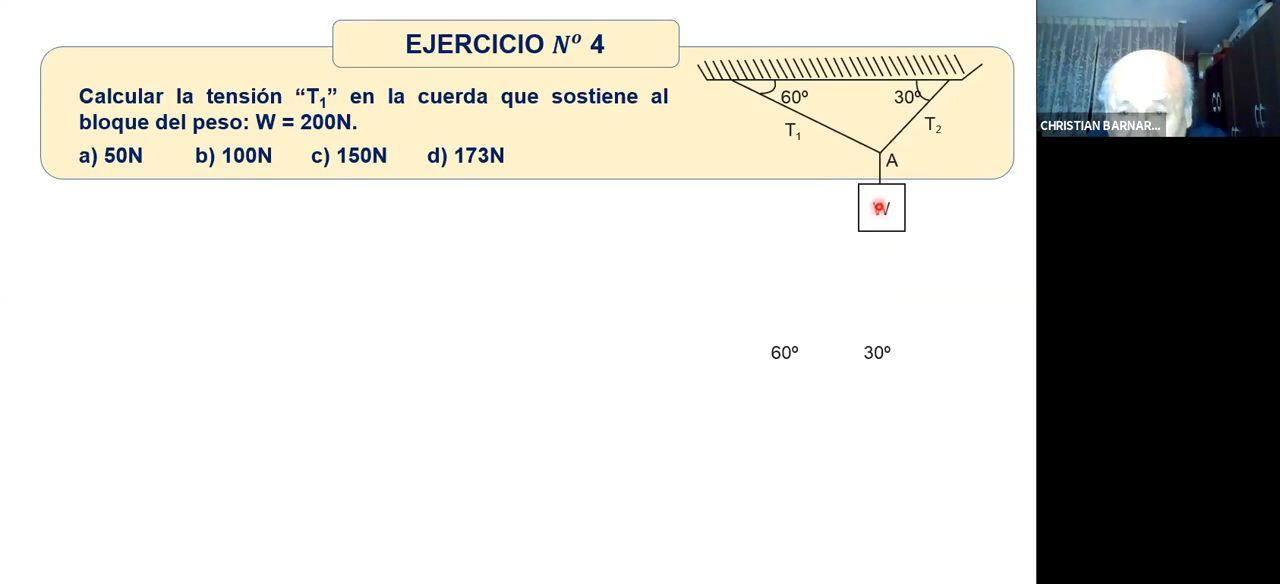 EJERCICIO Nº 4
Calcular la tensión “T₁” en la cuerda que sostiene al
bloque del peso: W = 200N.
a) 50N b) 100N c) 150N d) 173N
60º 30º
T₁ T₂
A
W
60º 30º
CHRISTIAN BARNAR...